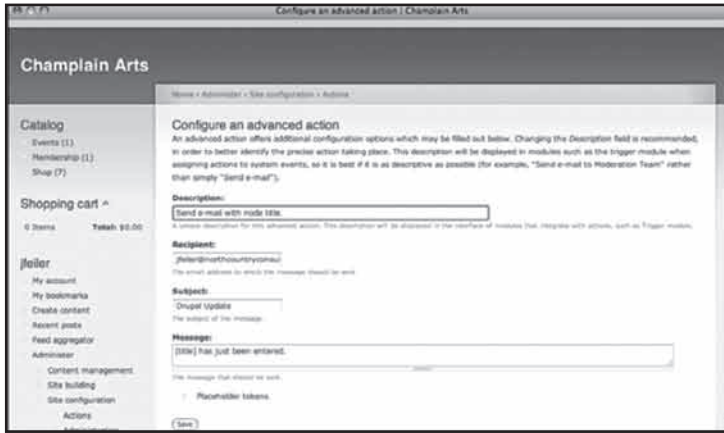 Configure an advanced action | Champlain Arts
Champlain Arts
Home » Administer » Site configuration » Actions
Catalog
Events (1)
Membership (1)
Shop (7)
Shopping cart ^
0 Items Total: $0.00
jfeiler
My account
My bookmarks
Create content
Recent posts
Feed aggregator
Administer
Content management
Site building
Site configuration
Actions
Configure an advanced action
An advanced action offers additional configuration options which may be filled out below. Changing the Description field is recommended,
in order to better identify the precise action taking place. This description will be displayed in modules such as the trigger module when
assigning actions to system events, so it is best if it is as descriptive as possible (for example, "Send e-mail to Moderation Team" rather
than simply "Send e-mail").
Description:
Send e-mail with node title.
A unique description for this advanced action. This description will be displayed in the interface of modules that integrate with actions, such as Trigger module.
Recipient:
jfeiler@northcountryconsul
The email address to which the message should be sent.
Subject:
Drupal Update
The subject of the message.
Message:
[title] has just been entered.
The message that should be sent.
Placeholder tokens
Save